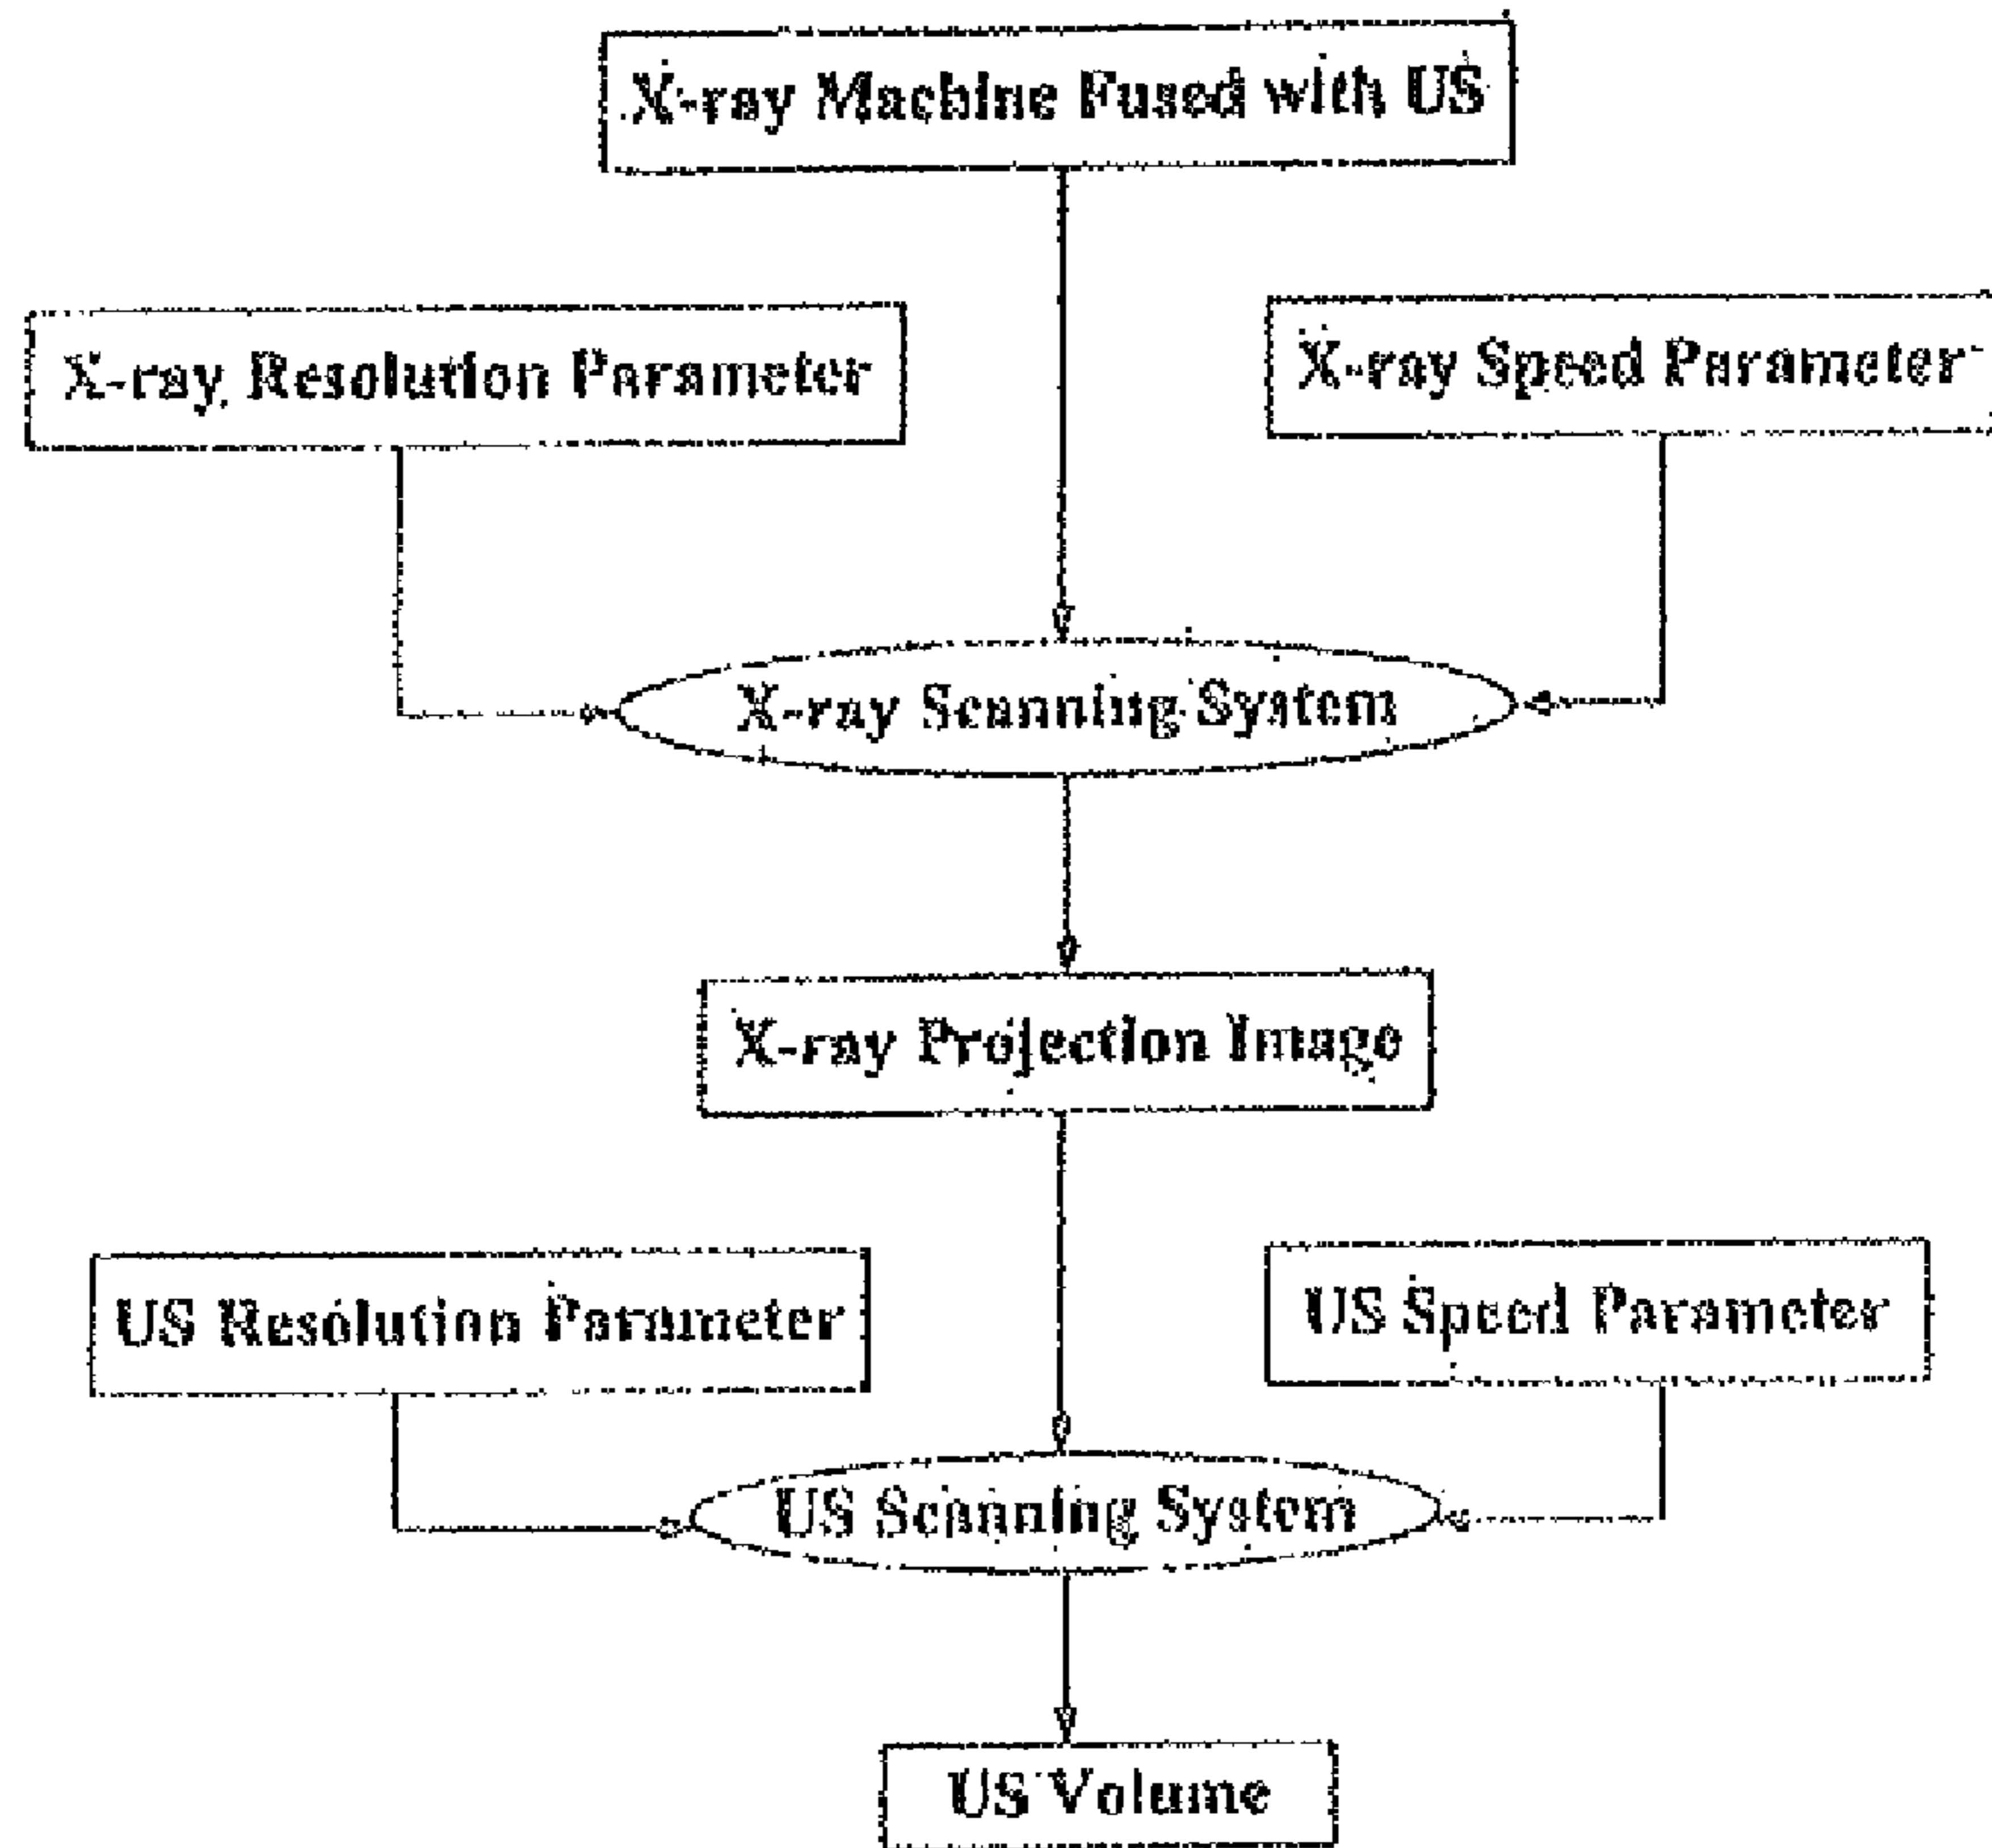 X-ray Machine Fused with US
X-ray Resolution Parameter
X-ray Speed Parameter
X-ray Scanning System
X-ray Projection Image
US Resolution Parameter
US Speed Parameter
US Scanning System
US Volume